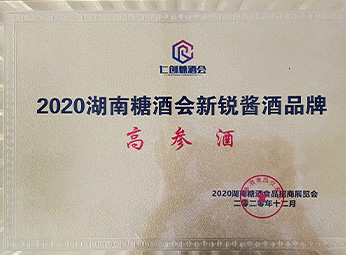 仁创糖酒会
2020湖南糖酒会新锐酱酒品牌
高参酒
2020湖南糖酒食品招商展览会
二零二零年十二月